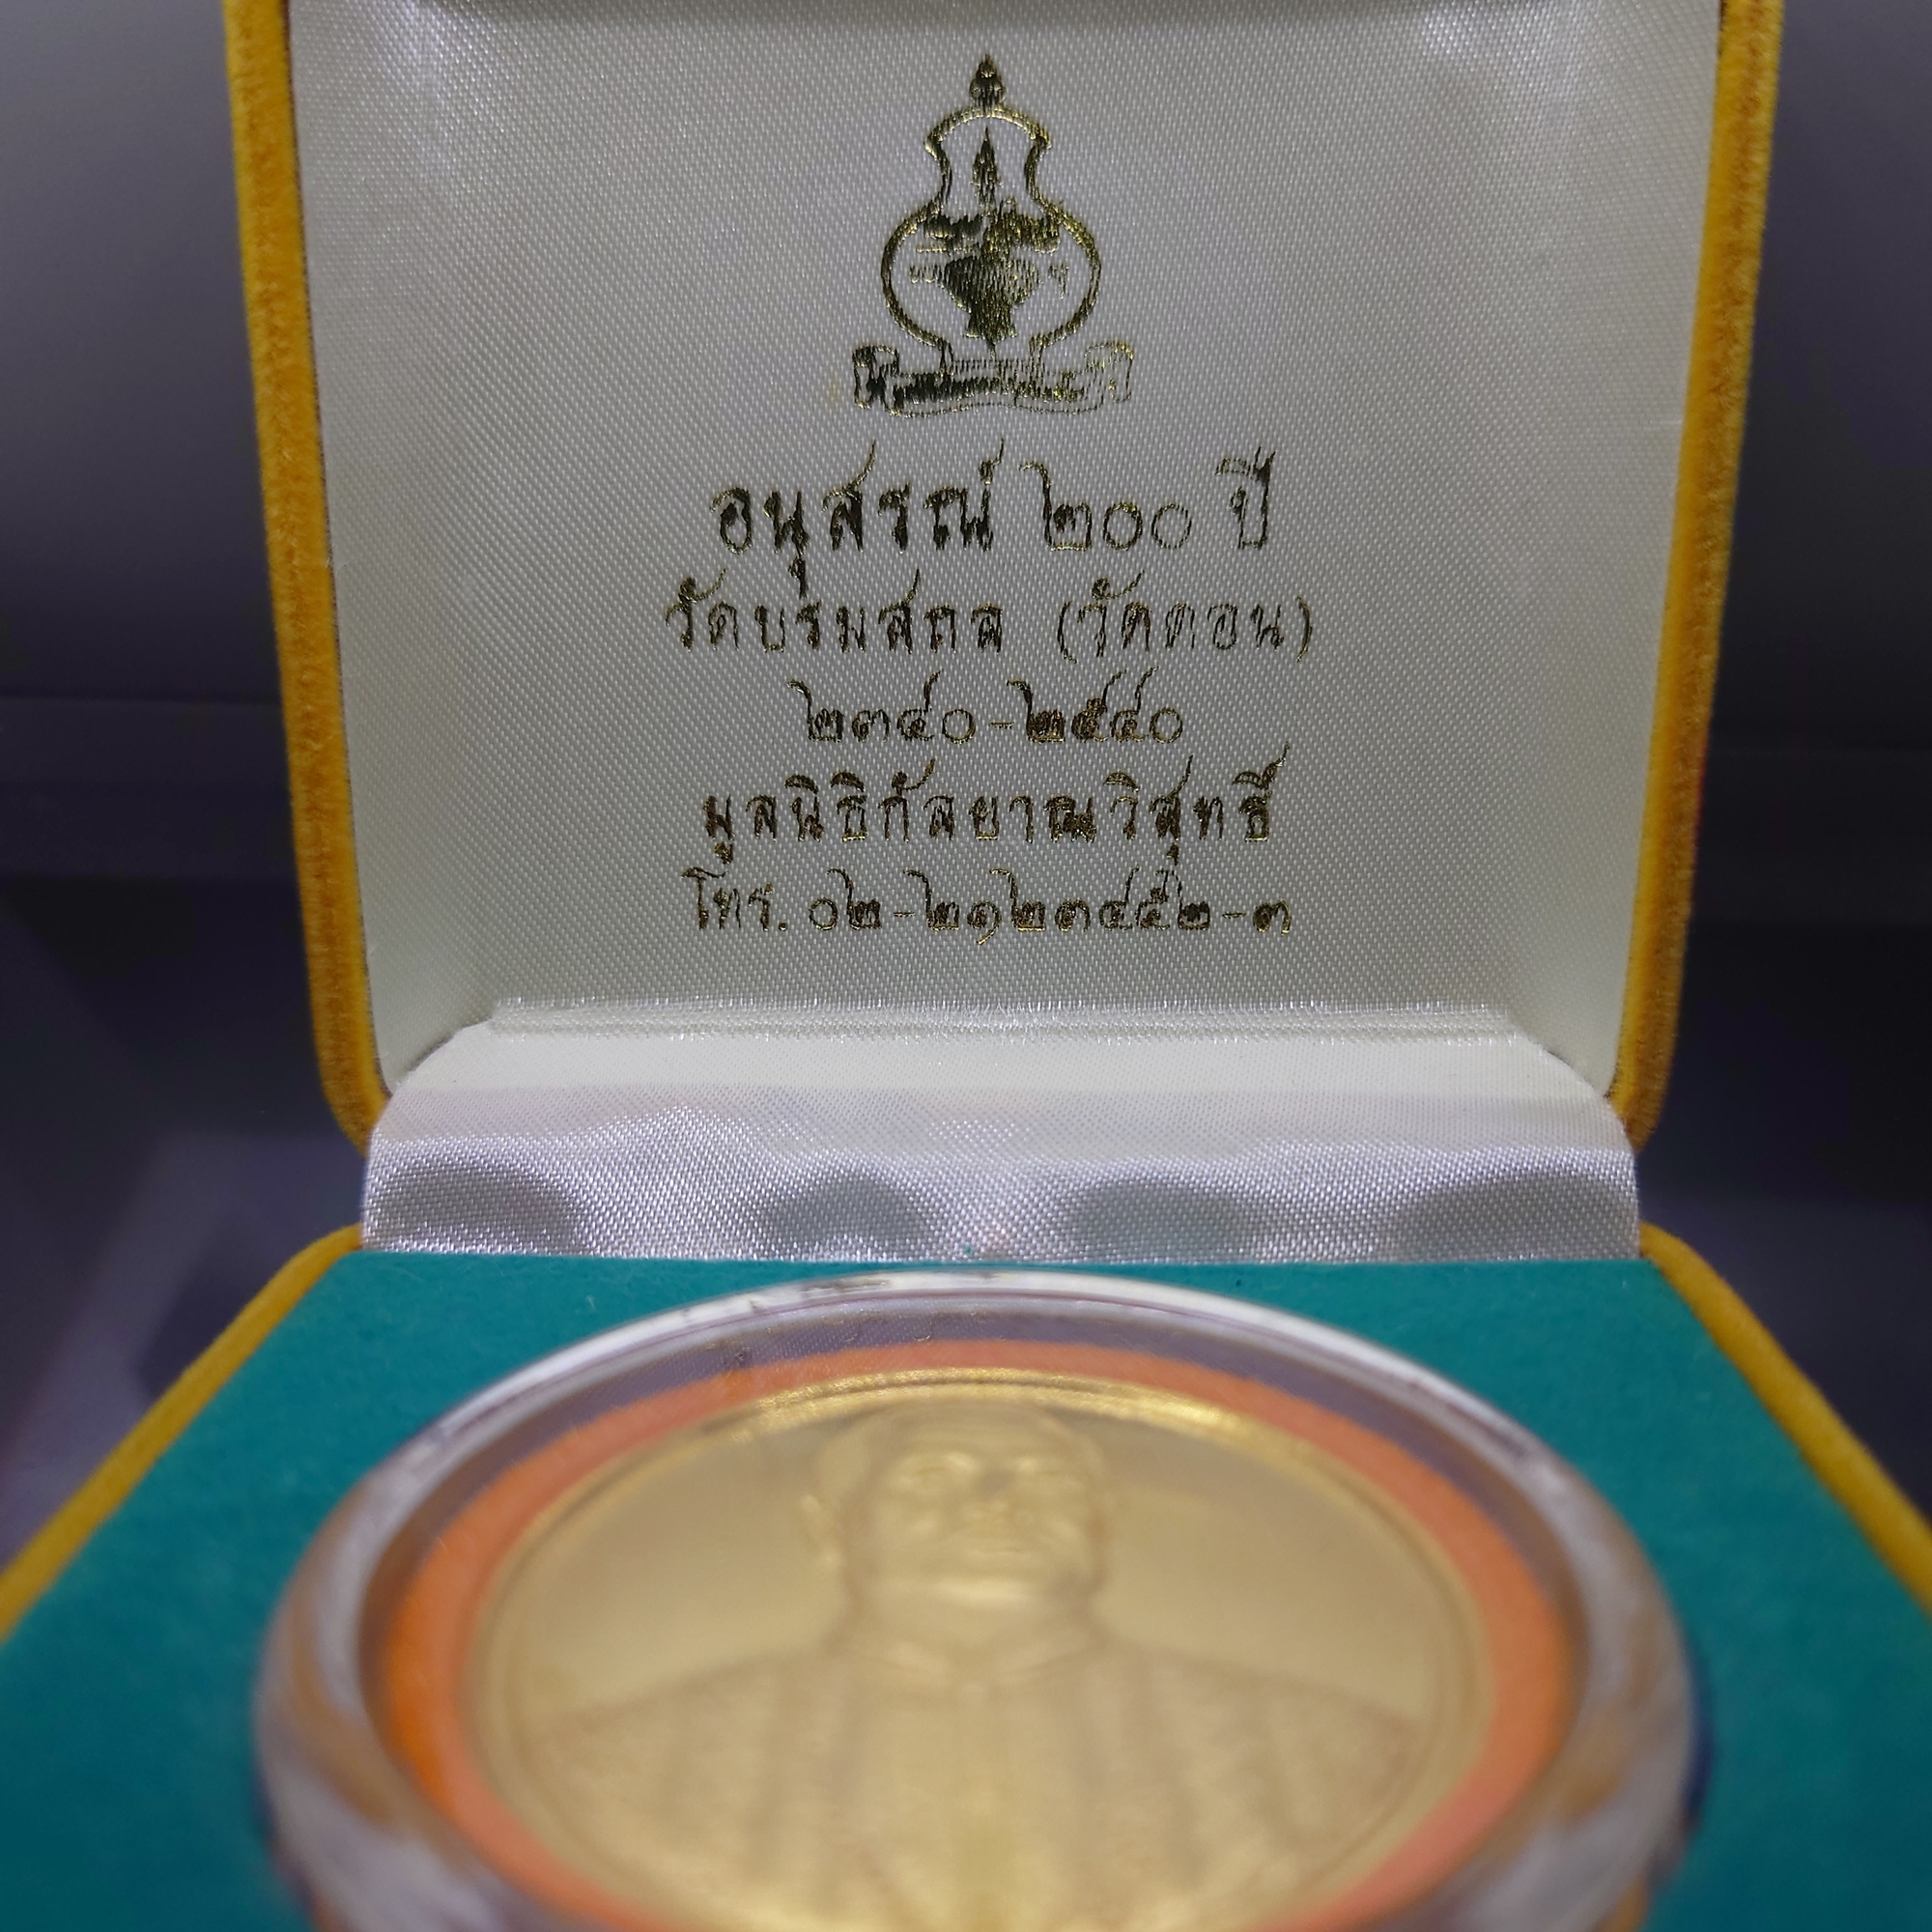 อนุสรณ์ ๒๐๐ ปี
วัดบรมสถล (วัดดอน)
๒๓๔๐-๒๕๔๐
มูลนิธิกัลยาณวิสุทธิ์
โทร. ๐๒-๒๑๒๓๔๕๒-๓